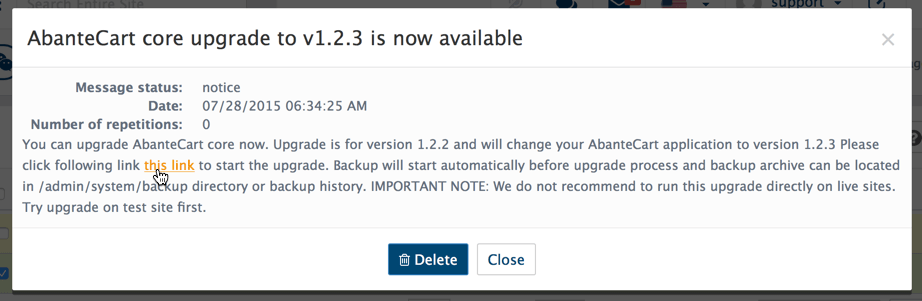 Search Entire Site
support
AbanteCart core upgrade to v1.2.3 is now available
Message status: notice
Date: 07/28/2015 06:34:25 AM
Number of repetitions: 0
You can upgrade AbanteCart core now. Upgrade is for version 1.2.2 and will change your AbanteCart application to version 1.2.3 Please
click following link this link to start the upgrade. Backup will start automatically before upgrade process and backup archive can be located
in /admin/system/backup directory or backup history. IMPORTANT NOTE: We do not recommend to run this upgrade directly on live sites.
Try upgrade on test site first.
Delete Close